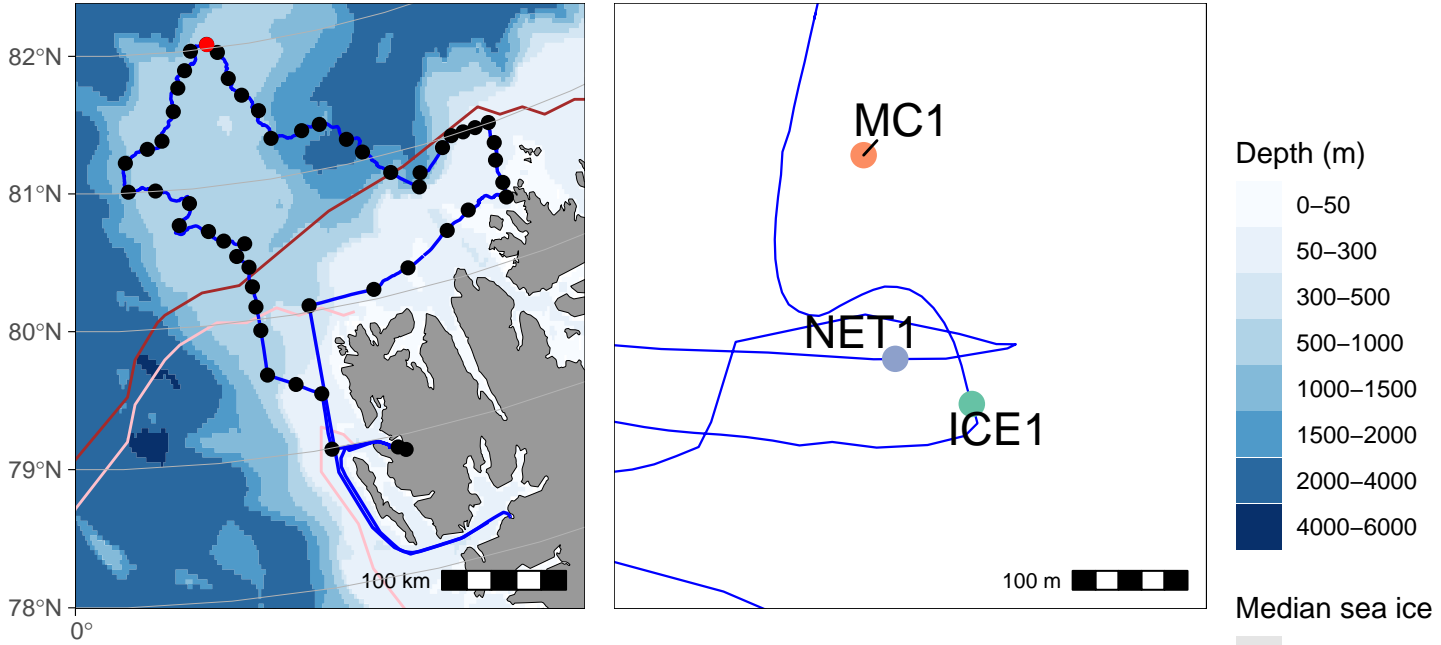 82°N
81°N
80°N
79°N
78°N
0°
100 km
MC1
NET1
ICE1
100 m
Depth (m)
0–50
50–300
300–500
500–1000
1000–1500
1500–2000
2000–4000
4000–6000
Median sea ice